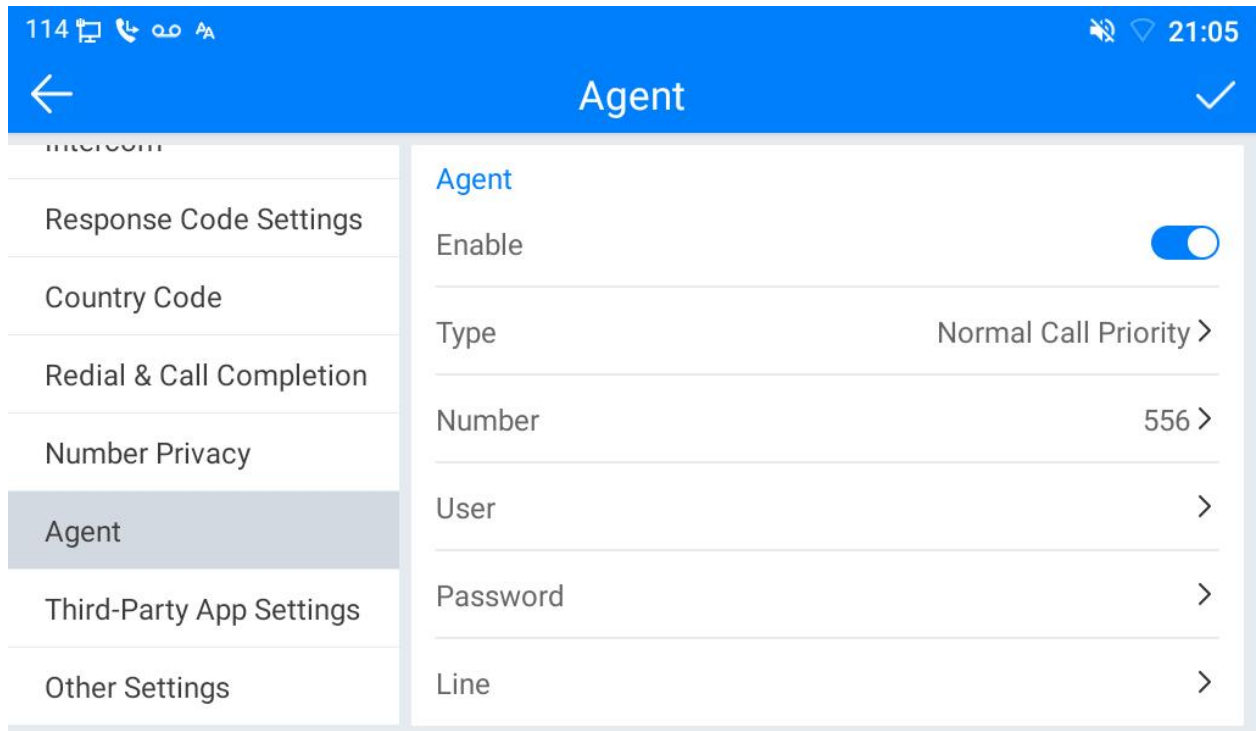 114 21:05
Agent
Response Code Settings
Country Code
Redial & Call Completion
Number Privacy
Agent
Third-Party App Settings
Other Settings
Agent
Enable
Type Normal Call Priority
Number 556
User
Password
Line